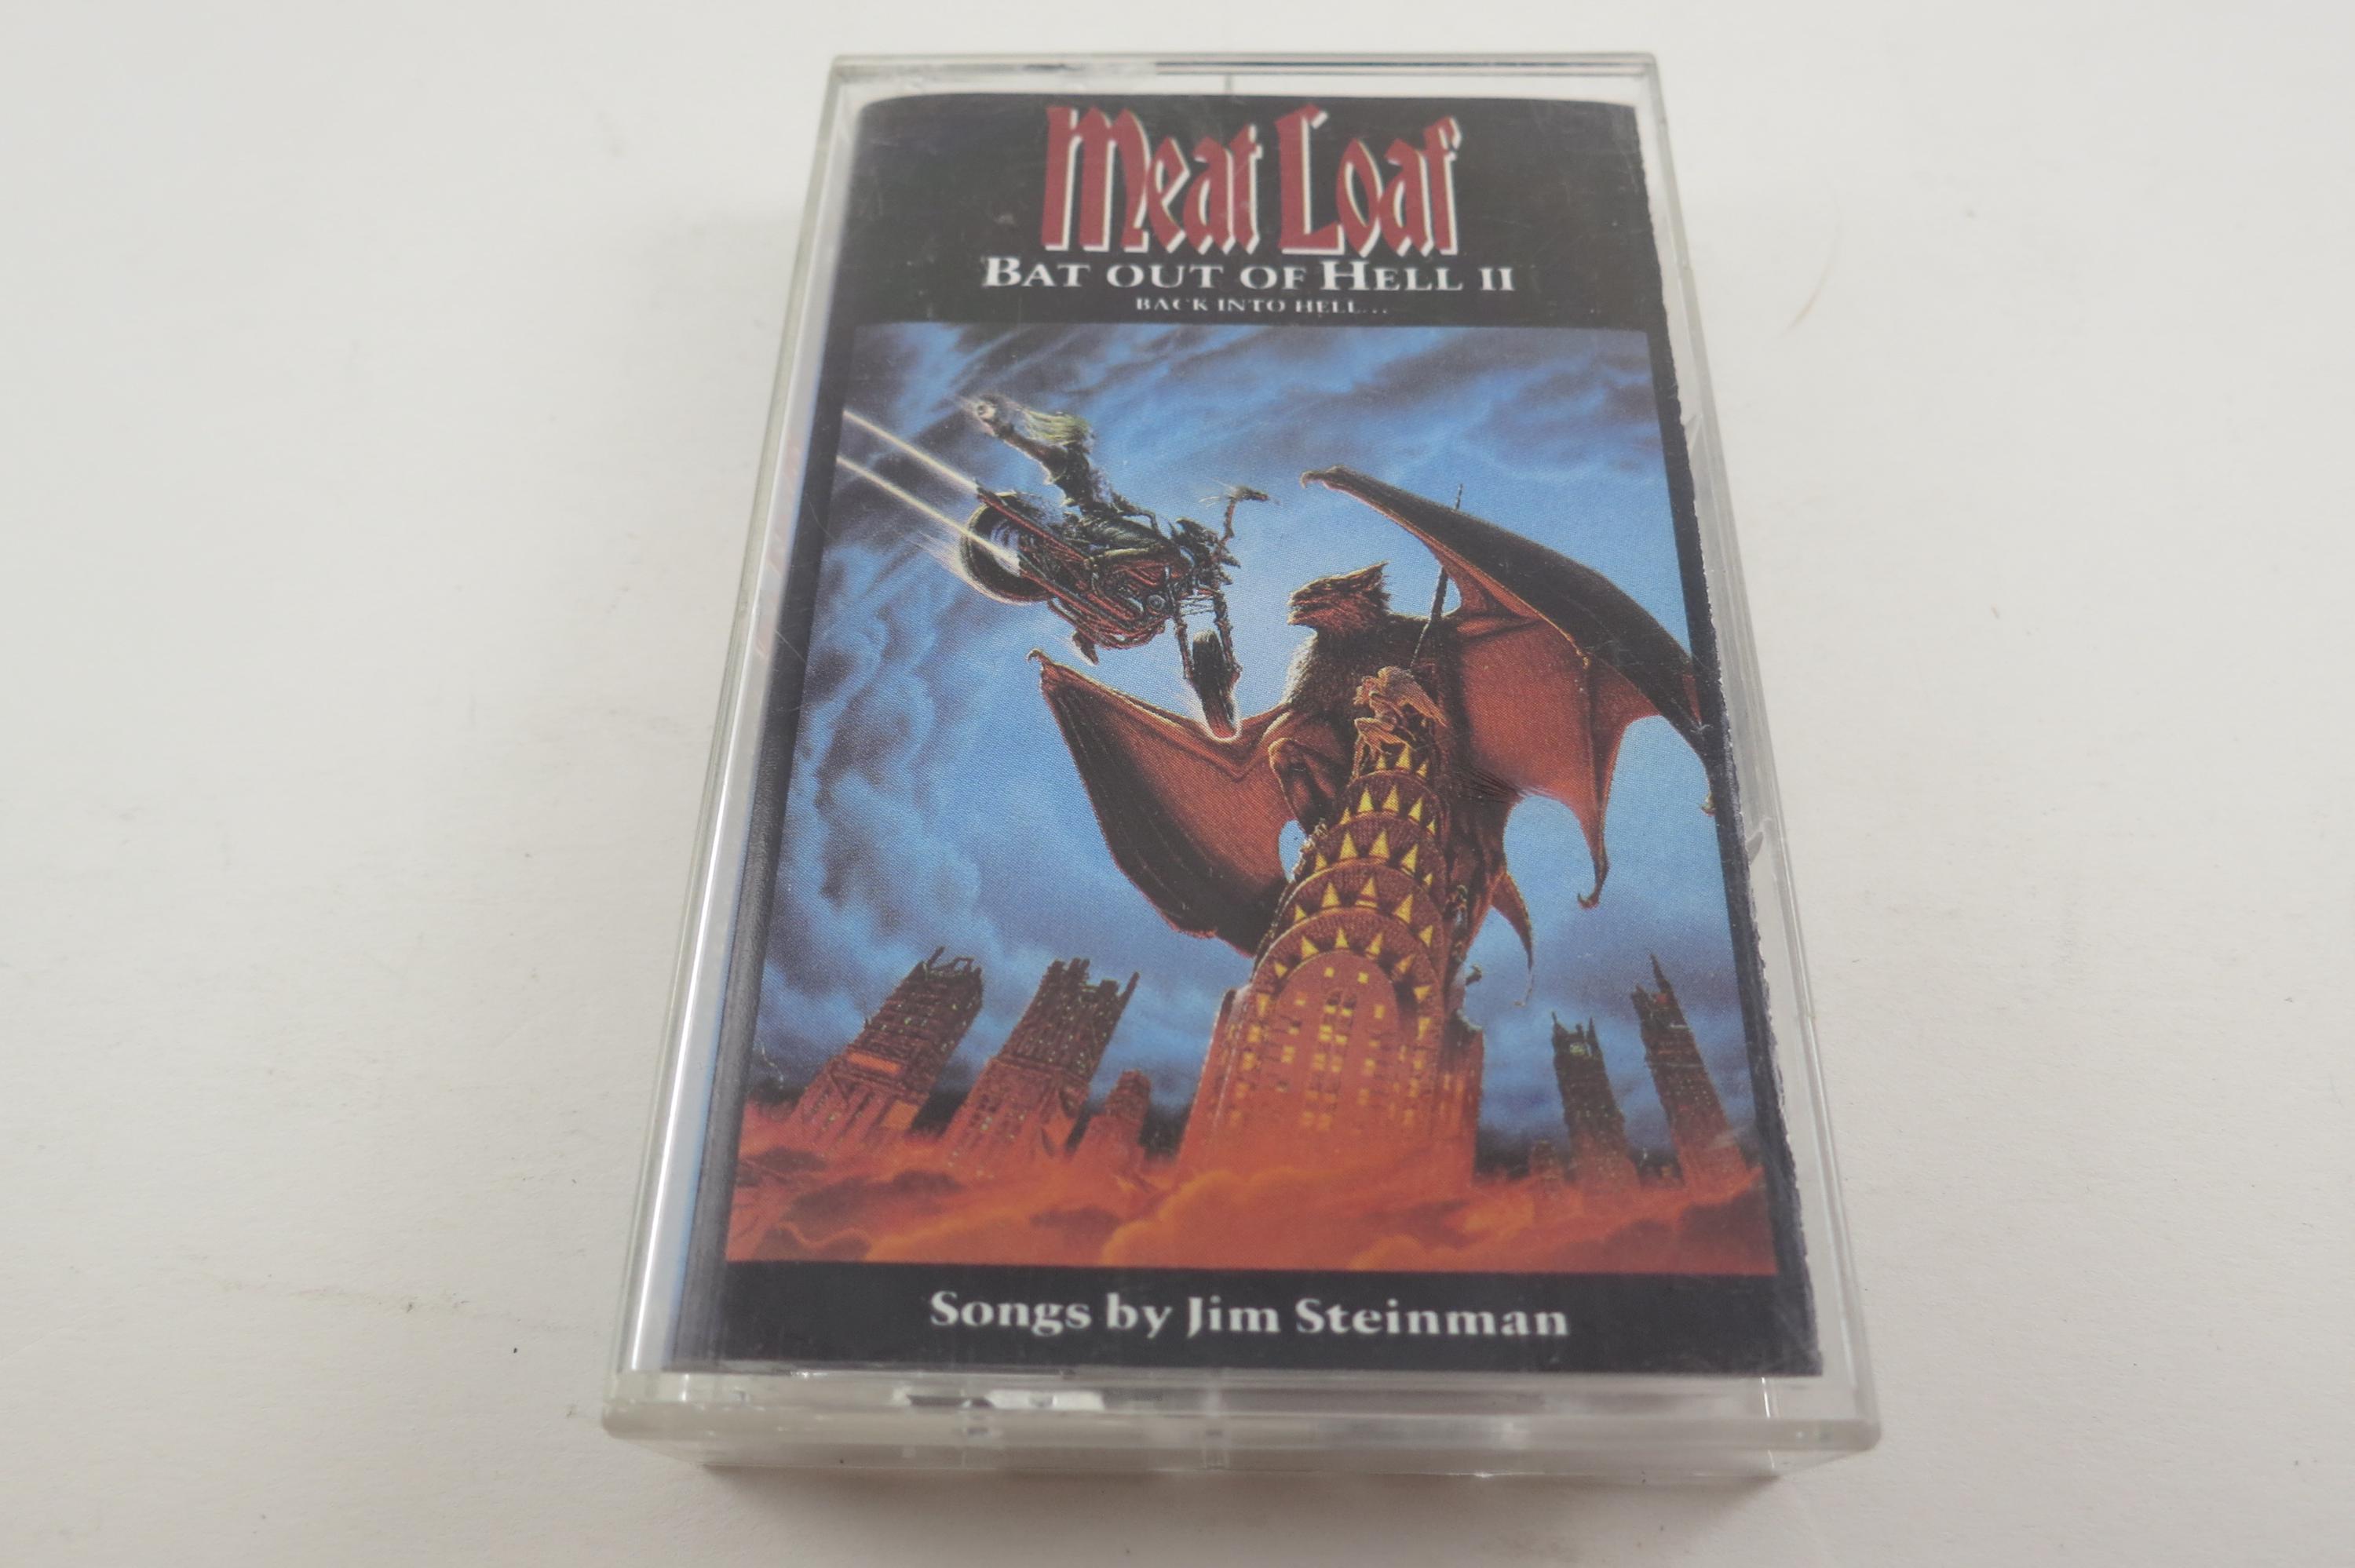 Meat Loaf
BAT OUT OF HELL II
BACK INTO HELL...
Songs by Jim Steinman